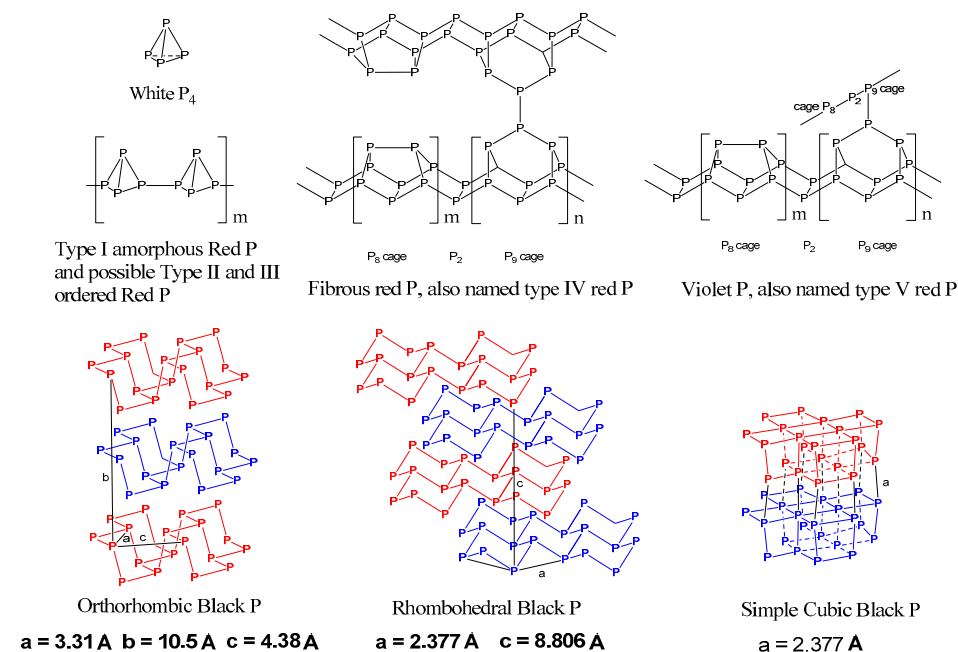 White P4
m
Type I amorphous Red P
and possible Type II and III
ordered Red P
P
P
m
n
P8 cage P2 P9 cage
Fibrous red P, also named type IV red P
cage P8 P2 P9 cage
m
n
P8 cage P2 P9 cage
Violet P, also named type V red P
b
a c
Orthorhombic Black P
a = 3.31 A b = 10.5 A c = 4.38 A
c
a
Rhombohedral Black P
a = 2.377 A c = 8.806 A
a
Simple Cubic Black P
a = 2.377 A